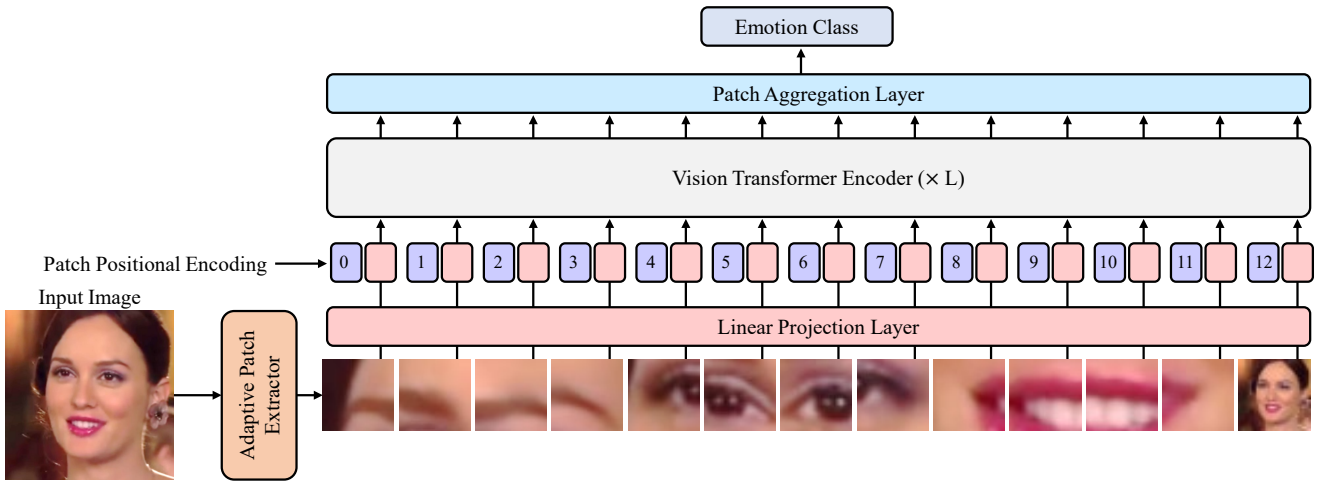 Emotion Class
Patch Aggregation Layer
Vision Transformer Encoder (× L)
Patch Positional Encoding
0 1 2 3 4 5 6 7 8 9 10 11 12
Input Image
Linear Projection Layer
Adaptive Patch
Extractor